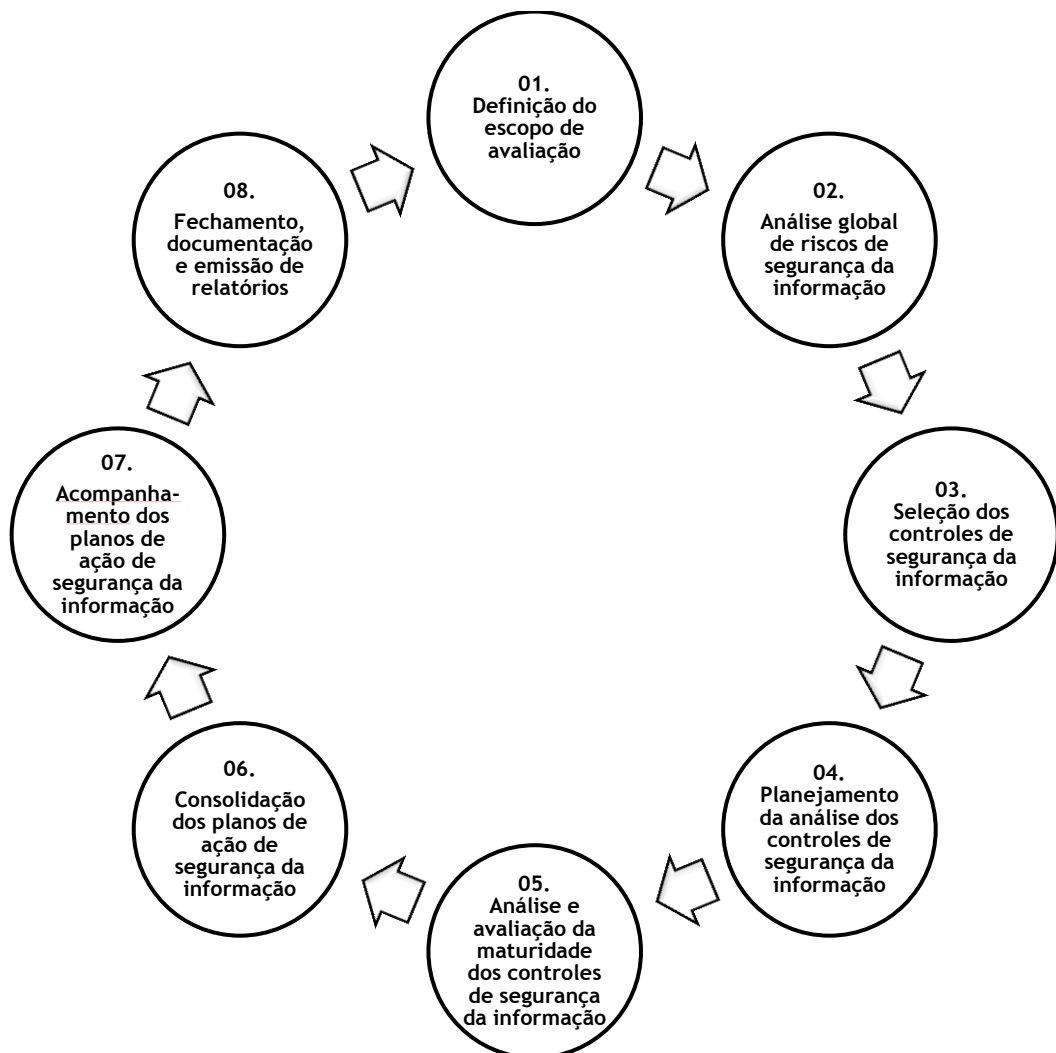 01.
Definição do
escopo de
avaliação
02.
Análise global
de riscos de
segurança da
informação
03.
Seleção dos
controles de
segurança da
informação
04.
Planejamento
da análise dos
controles de
segurança da
informação
05.
Análise e
avaliação da
maturidade
dos controles
de segurança
da informação
06.
Consolidação
dos planos de
ação de
segurança da
informação
07.
Acompanha-
mento dos
planos de
ação de
segurança da
informação
08.
Fechamento,
documentação
e emissão de
relatórios